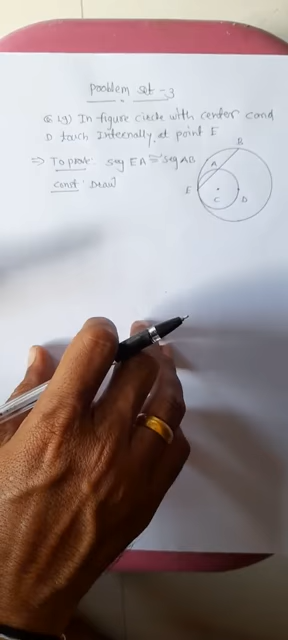 Problem set - 3
Q 19) In figure circle with center C and
D touch Internally at point E
⇒ To prove: seg EA ≅ seg AB
const: Draw
B
A
E
C
D